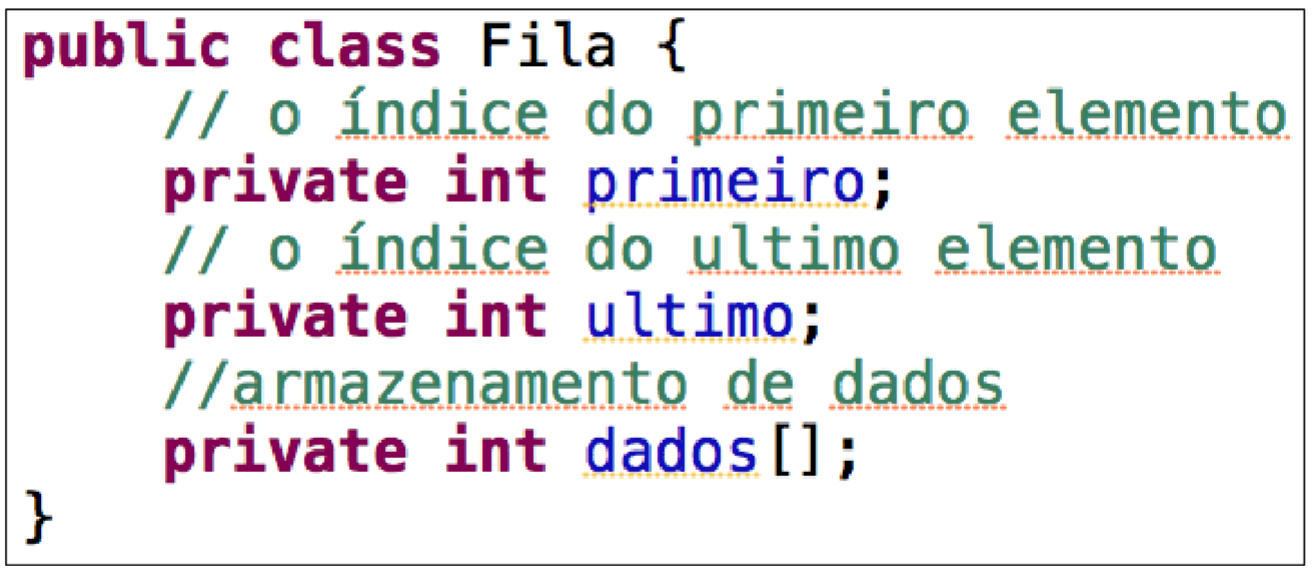 public class Fila {
// o índice do primeiro elemento
private int primeiro;
// o índice do ultimo elemento
private int ultimo;
//armazenamento de dados
private int dados[];
}